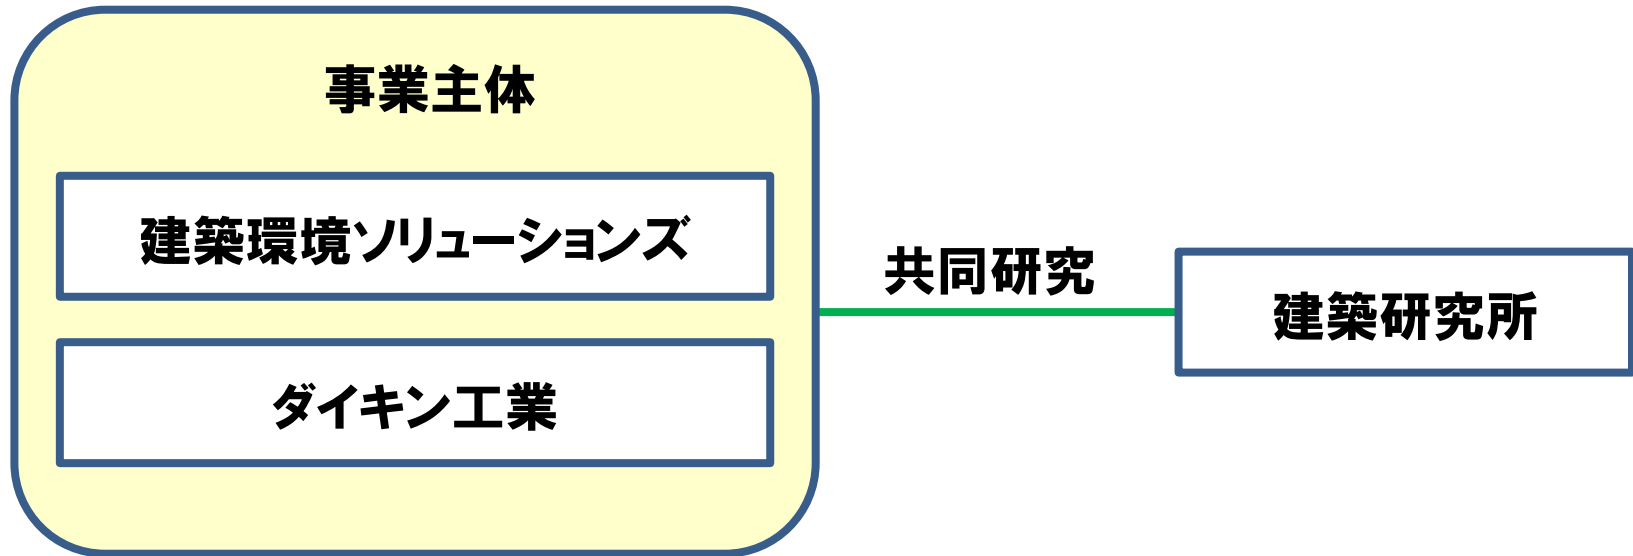 事業主体
建築環境ソリューションズ
ダイキン工業
共同研究
建築研究所